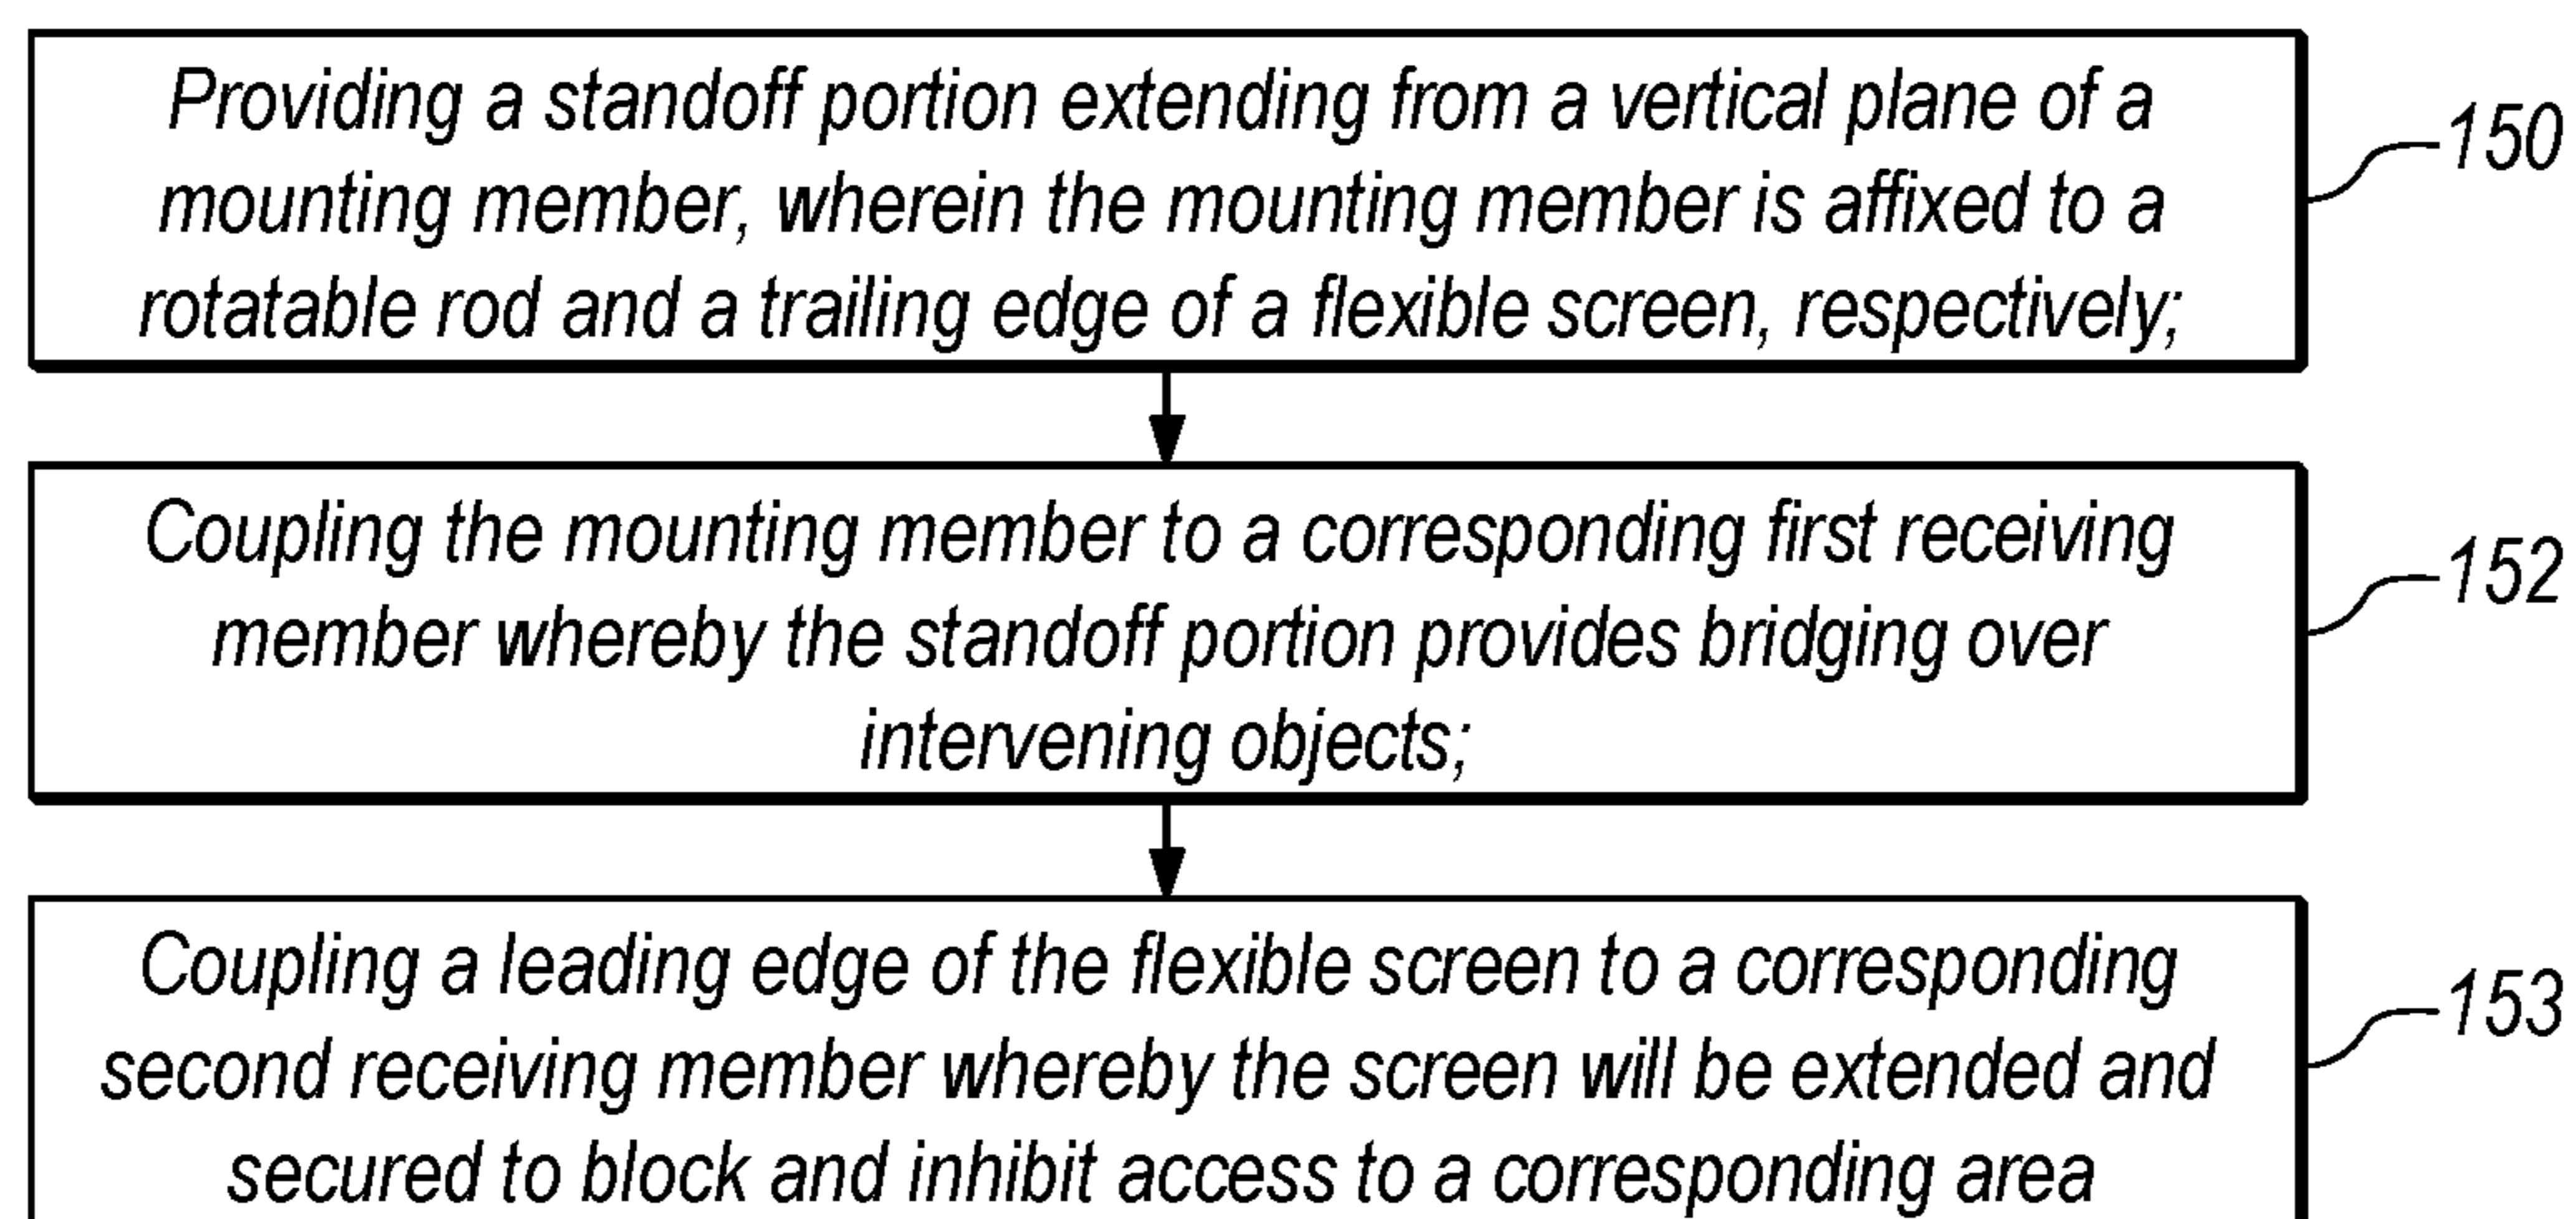 Providing a standoff portion extending from a vertical plane of a
mounting member, wherein the mounting member is affixed to a
rotatable rod and a trailing edge of a flexible screen, respectively;
150
Coupling the mounting member to a corresponding first receiving
member whereby the standoff portion provides bridging over
intervening objects;
152
Coupling a leading edge of the flexible screen to a corresponding
second receiving member whereby the screen will be extended and
secured to block and inhibit access to a corresponding area
153